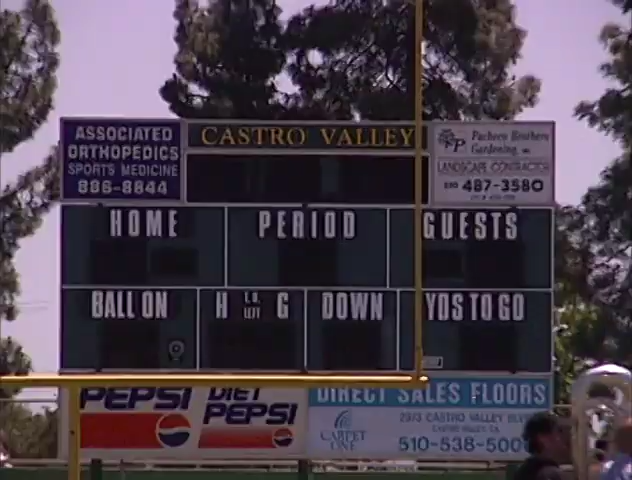 ASSOCIATED
ORTHOPEDICS
SPORTS MEDICINE
886-8844
CASTRO VALLEY
Pacheco Brothers
Gardening, Inc.
LANDSCAPE CONTRACTOR
487-3580
HOME
PERIOD
GUESTS
BALL ON
H T.O. LEFT G
DOWN
YDS TO GO
PEPSI
DIET
PEPSI
DIRECT SALES FLOORS
CARPET
ONE
CASTRO VALLEY BLVD
CASTRO VALLEY, CA.
510-538-500